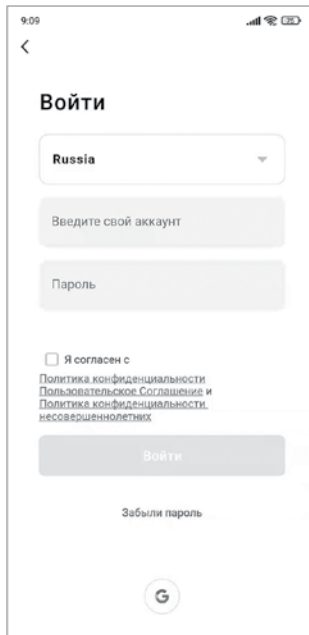 9:09
Войти
Russia
Введите свой аккаунт
Пароль
Я согласен с
Политика конфиденциальности
Пользовательское Соглашение и
Политика конфиденциальности
несовершеннолетних
Войти
Забыли пароль
G